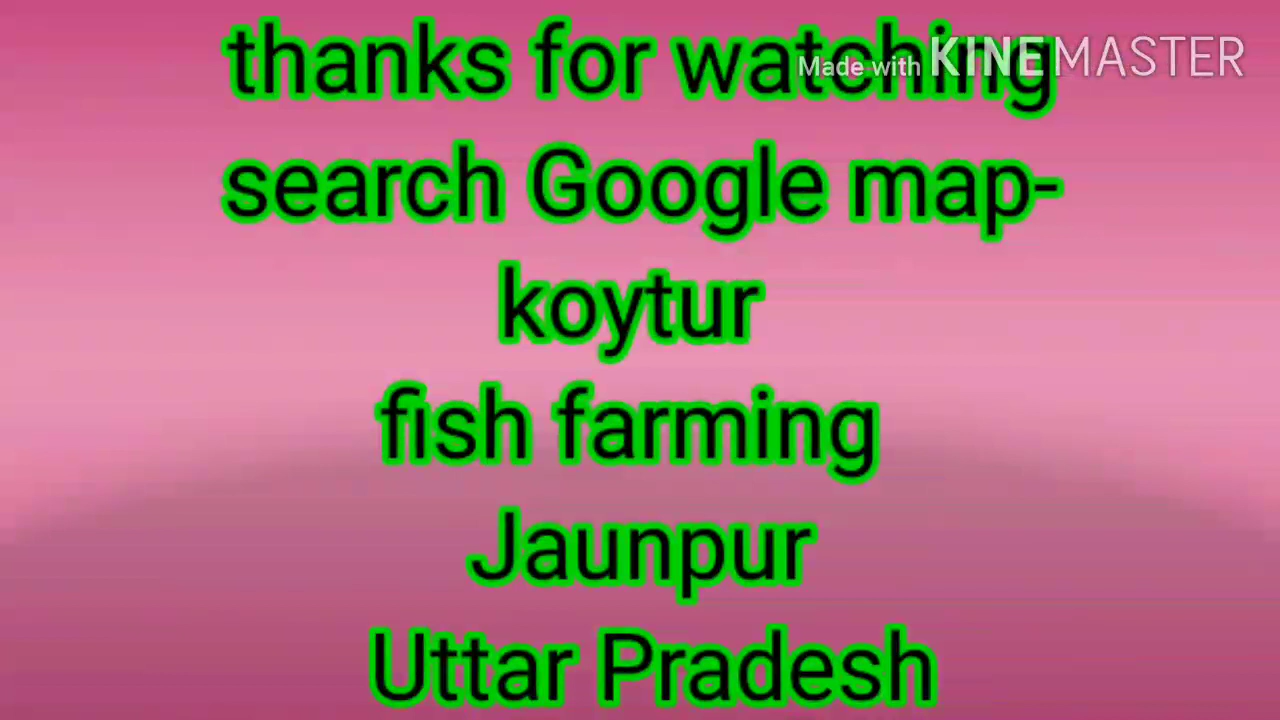 thanks for watching
Made with KINEMASTER
search Google map-
koytur
fish farming
Jaunpur
Uttar Pradesh